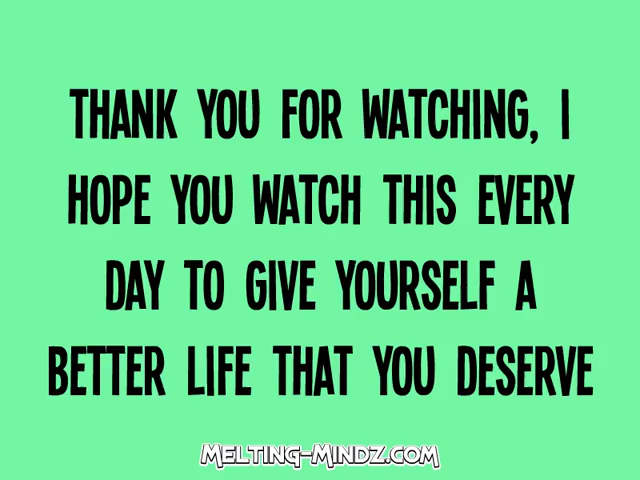 THANK YOU FOR WATCHING, I
HOPE YOU WATCH THIS EVERY
DAY TO GIVE YOURSELF A
BETTER LIFE THAT YOU DESERVE
MELTING-MINDZ.COM